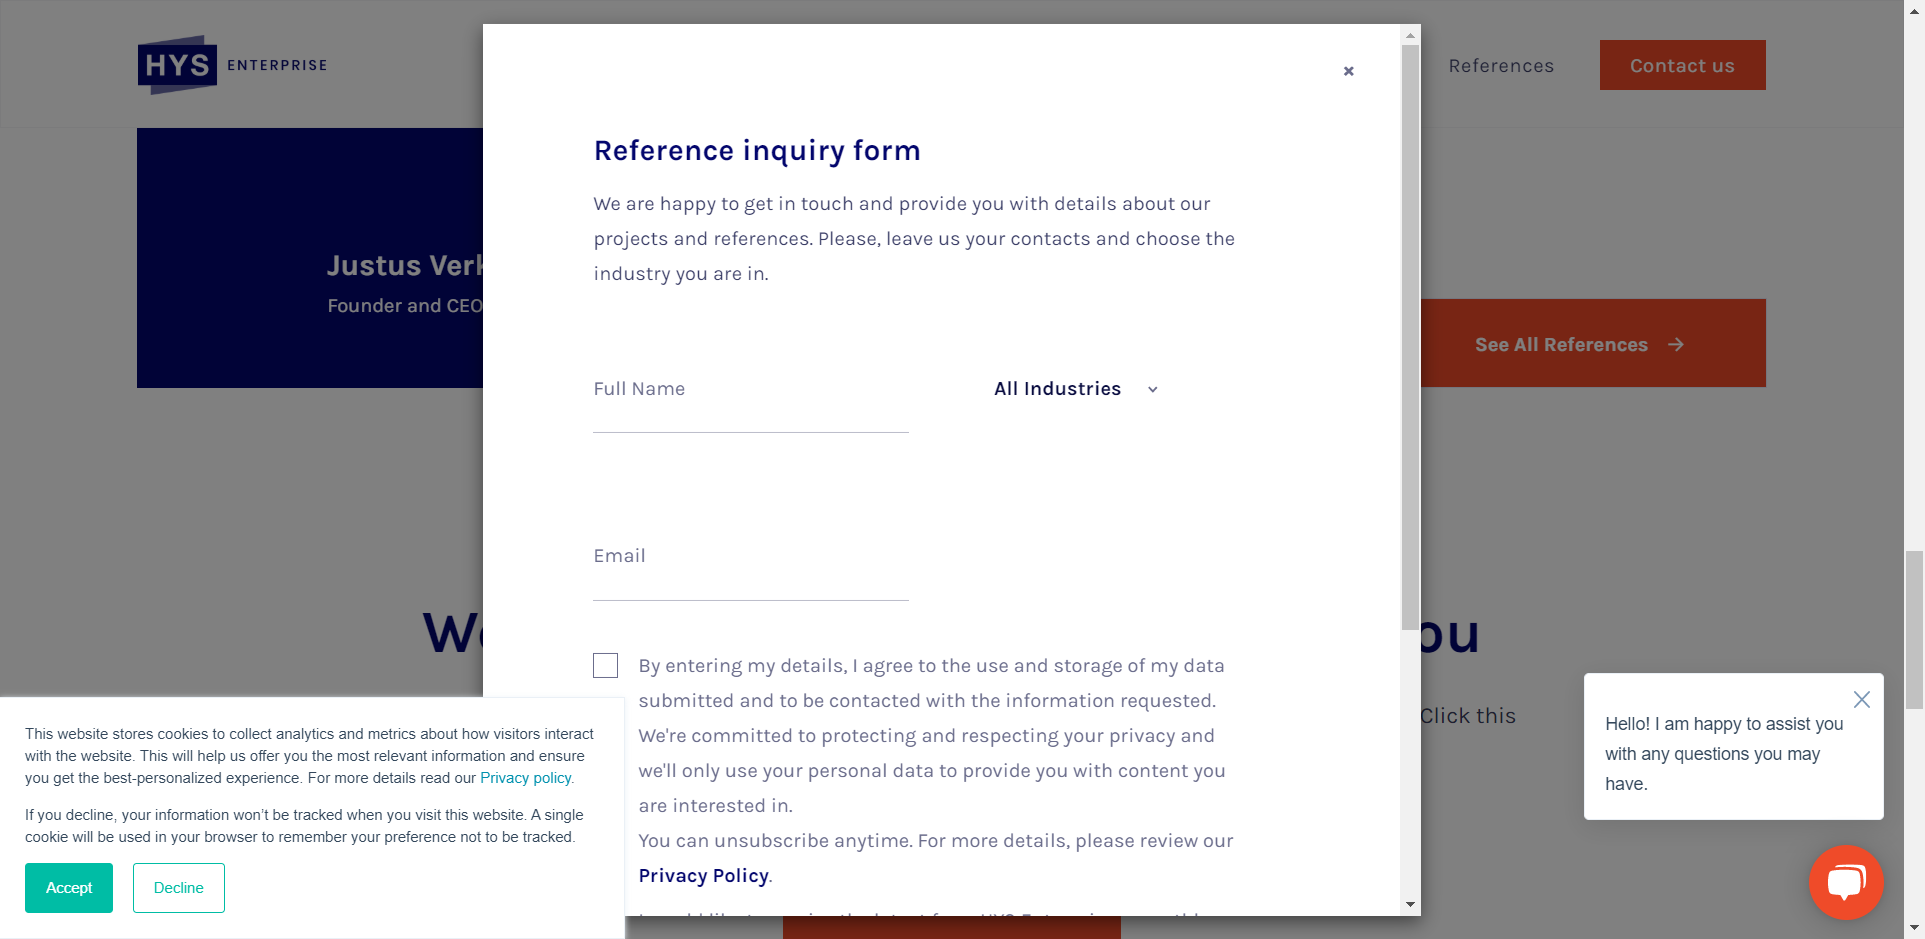 HYS ENTERPRISE
References
Contact us
Justus
Founder and CEO
See All References
Reference inquiry form
We are happy to get in touch and provide you with details about our
projects and references. Please, leave us your contacts and choose the
industry you are in.
Full Name
All Industries
Email
By entering my details, I agree to the use and storage of my data
submitted and to be contacted with the information requested.
We're committed to protecting and respecting your privacy and
we'll only use your personal data to provide you with content you
are interested in.
You can unsubscribe anytime. For more details, please review our
Privacy Policy.
Click this
This website stores cookies to collect analytics and metrics about how visitors interact
with the website. This will help us offer you the most relevant information and ensure
you get the best-personalized experience. For more details read our Privacy policy.
If you decline, your information won’t be tracked when you visit this website. A single
cookie will be used in your browser to remember your preference not to be tracked.
Accept
Decline
Hello! I am happy to assist you
with any questions you may
have.